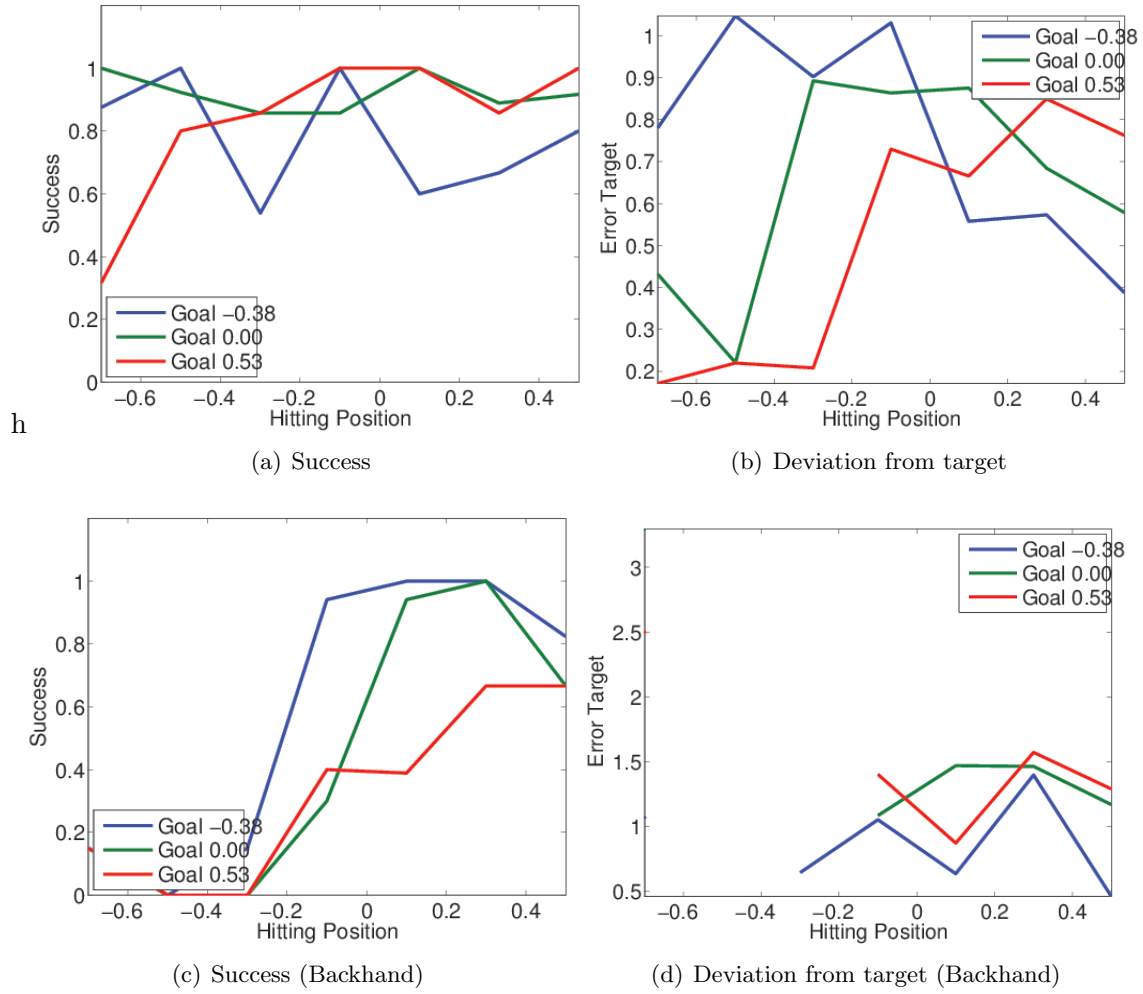 1
0.8
0.6
0.4
0.2
0
Success
−0.6 −0.4 −0.2 0 0.2 0.4
Hitting Position
Goal −0.38
Goal 0.00
Goal 0.53
h
(a) Success
1
0.9
0.8
0.7
0.6
0.5
0.4
0.3
0.2
Error Target
−0.6 −0.4 −0.2 0 0.2 0.4
Hitting Position
Goal −0.38
Goal 0.00
Goal 0.53
(b) Deviation from target
1
0.8
0.6
0.4
0.2
0
Success
−0.6 −0.4 −0.2 0 0.2 0.4
Hitting Position
Goal −0.38
Goal 0.00
Goal 0.53
(c) Success (Backhand)
3
2.5
2
1.5
1
0.5
Error Target
−0.6 −0.4 −0.2 0 0.2 0.4
Hitting Position
Goal −0.38
Goal 0.00
Goal 0.53
(d) Deviation from target (Backhand)